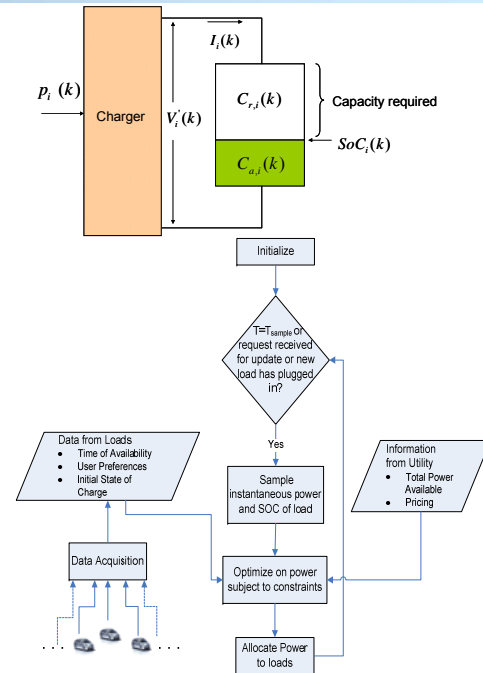 I_i(k)
p_i (k)
Charger
V_i^'(k)
C_{r,i}(k)
Capacity required
SoC_i(k)
C_{a,i}(k)
Initialize
T=T_sample or
request received
for update or new
load has plugged
in?
Yes
Data from Loads
• Time of Availability
• User Preferences
• Initial State of
Charge
Information
from Utility
• Total Power
Available
• Pricing
Sample
instantaneous power
and SOC of load
Data Acquisition
Optimize on power
subject to constraints
Allocate Power
to loads